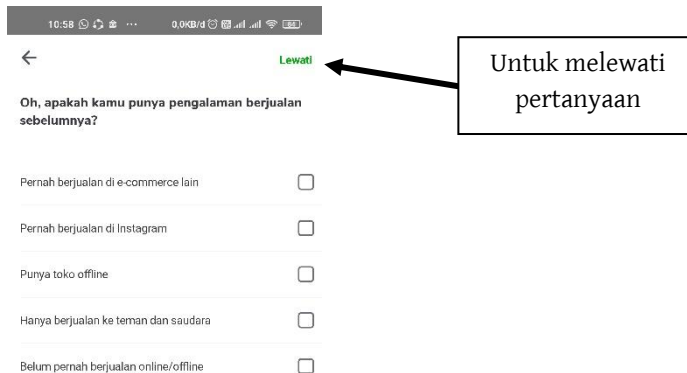 10:58 ... 0,0KB/d 66
Lewati
Untuk melewati
pertanyaan
Oh, apakah kamu punya pengalaman berjualan
sebelumnya?
Pernah berjualan di e-commerce lain
Pernah berjualan di Instagram
Punya toko offline
Hanya berjualan ke teman dan saudara
Belum pernah berjualan online/offline